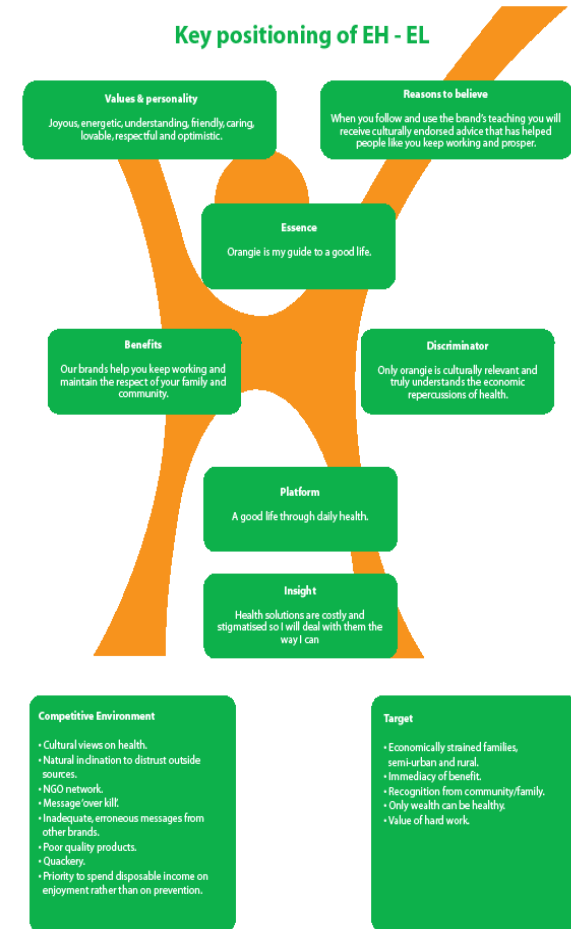 Key positioning of EH - EL
Values & personality
Joyous, energetic, understanding, friendly, caring,
lovable, respectful and optimistic.
Reasons to believe
When you follow and use the brand's teaching you will
receive culturally endorsed advice that has helped
people like you keep working and prosper.
Essence
Orangie is my guide to a good life.
Benefits
Our brands help you keep working and
maintain the respect of your family and
community.
Discriminator
Only orangie is culturally relevant and
truly understands the economic
repercussions of health.
Platform
A good life through daily health.
Insight
Health solutions are costly and
stigmatised so I will deal with them the
way I can
Competitive Environment
• Cultural views on health.
• Natural inclination to distrust outside
sources.
• NGO network.
• Message 'over kill'.
• Inadequate, erroneous messages from
other brands.
• Poor quality products.
• Quackery.
• Priority to spend disposable income on
enjoyment rather than on prevention.
Target
• Economically strained families,
semi-urban and rural.
• Immediacy of benefit.
• Recognition from community/family.
• Only wealth can be healthy.
• Value of hard work.